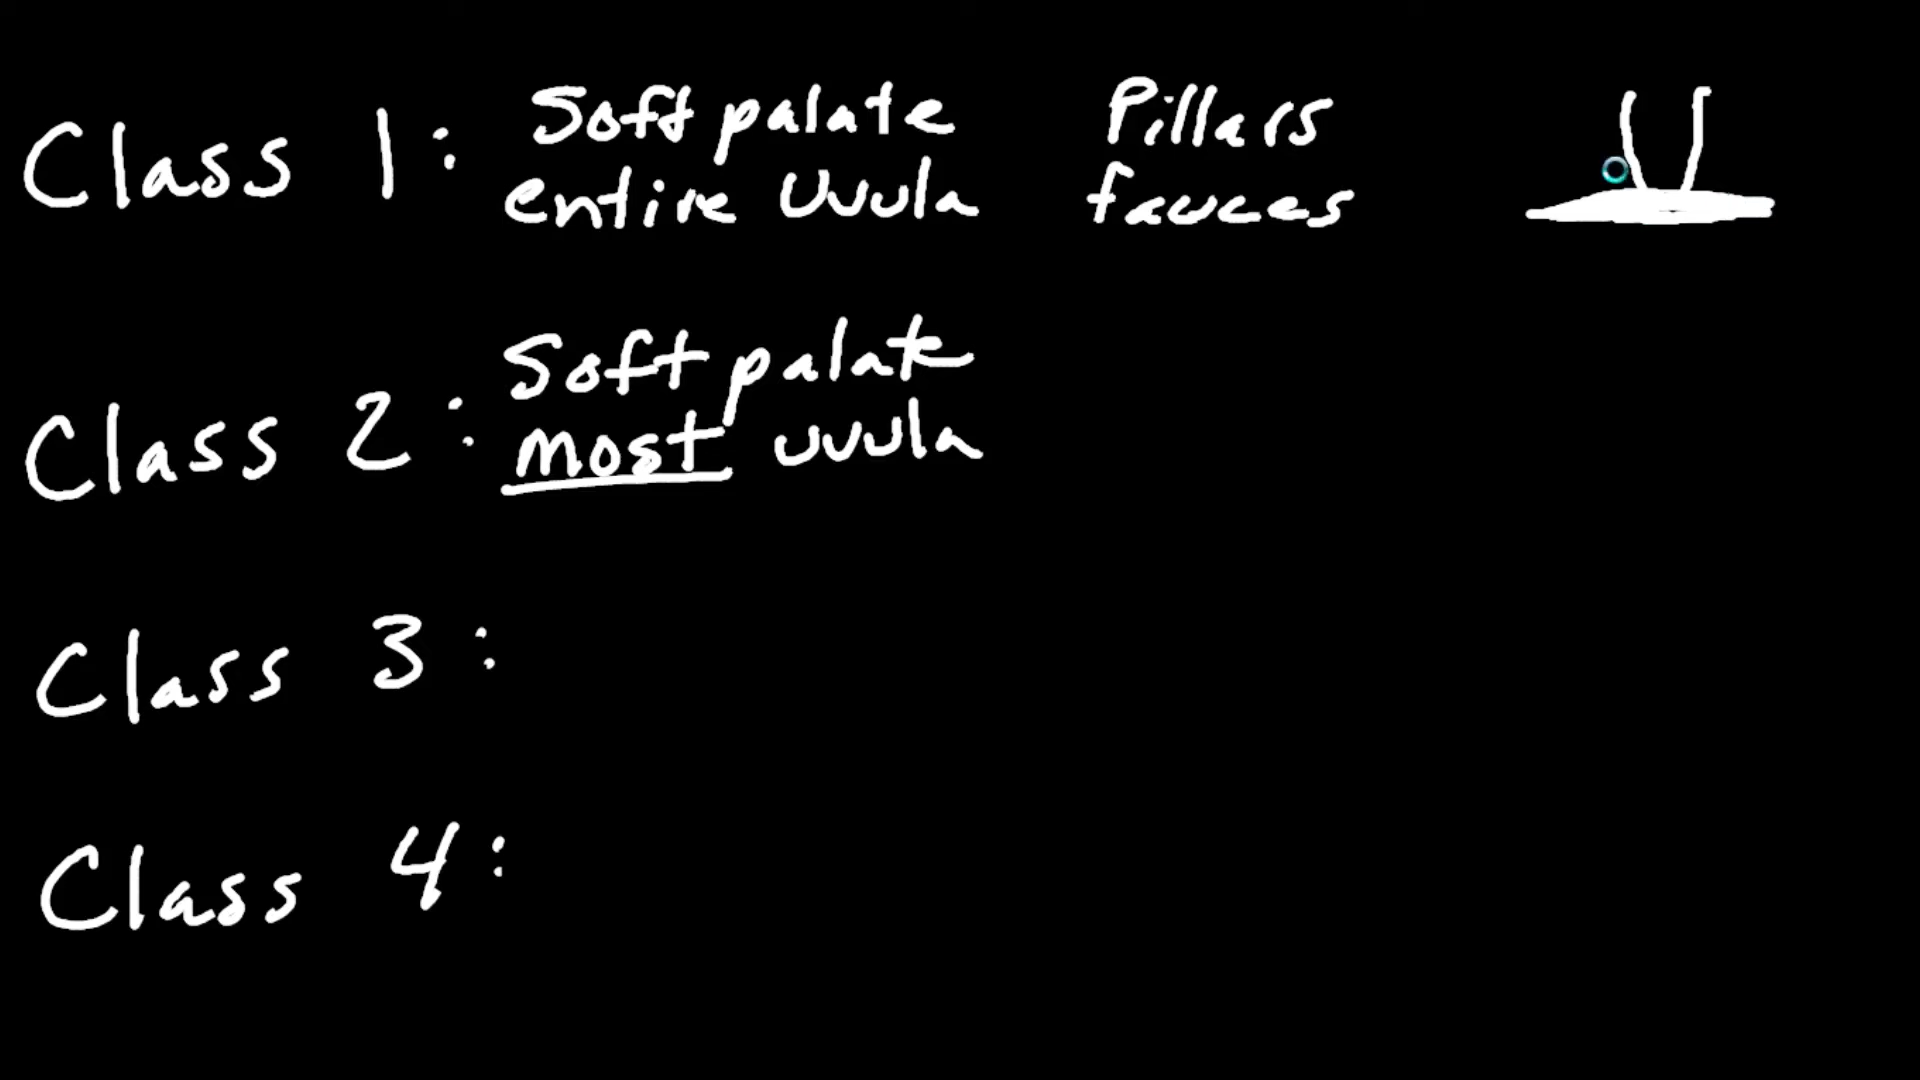 Class 1: Soft palate
entire Uvula
Pillars
fauces
Class 2: Soft palate
most uvula
Class 3:
Class 4: